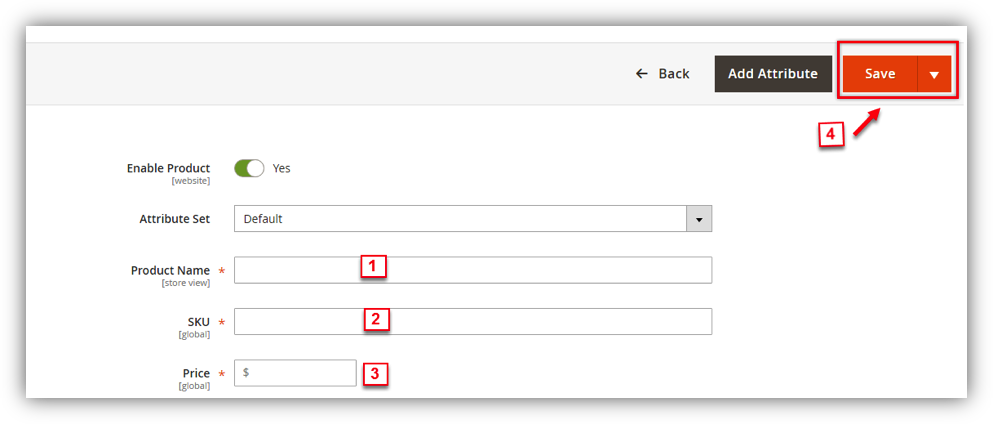 ← Back Add Attribute Save
4
Enable Product Yes
[website]
Attribute Set Default
Product Name * 1
[store view]
SKU * 2
[global]
Price * $ 3
[global]